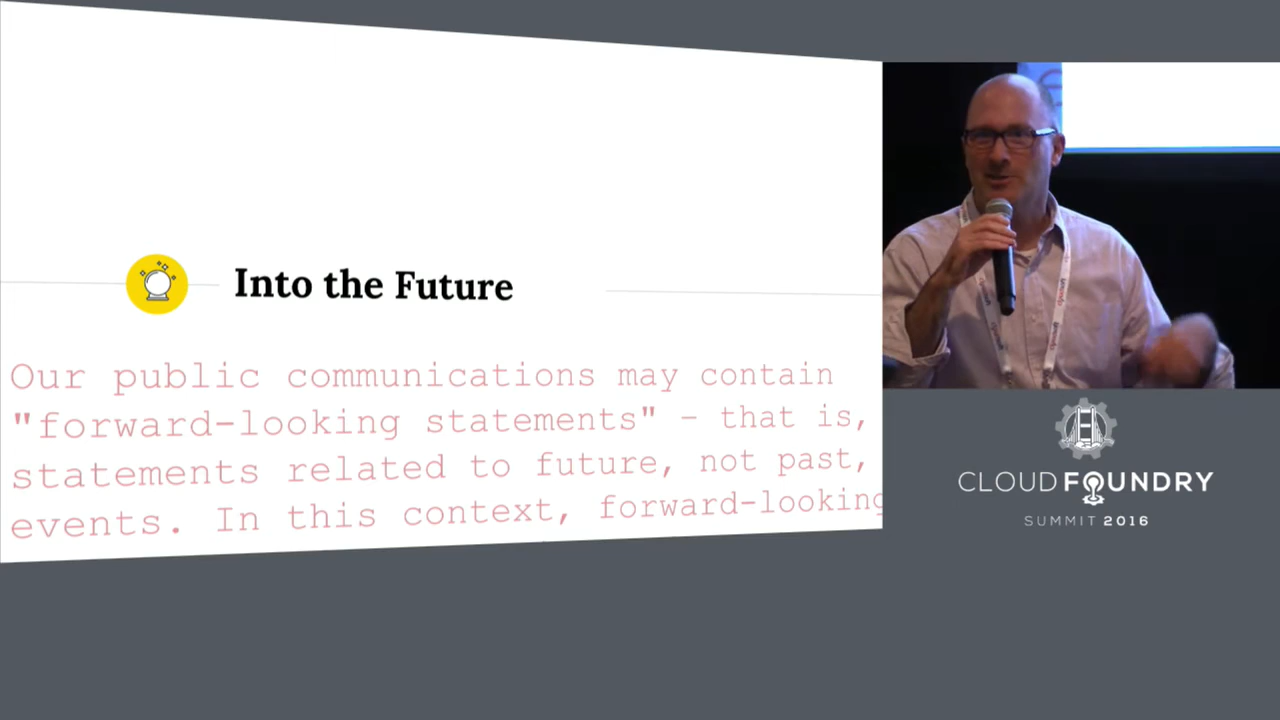 Into the Future
Our public communications may contain
"forward-looking statements" – that is,
statements related to future, not past,
events. In this context, forward-looking
CLOUD FOUNDRY
SUMMIT 2016